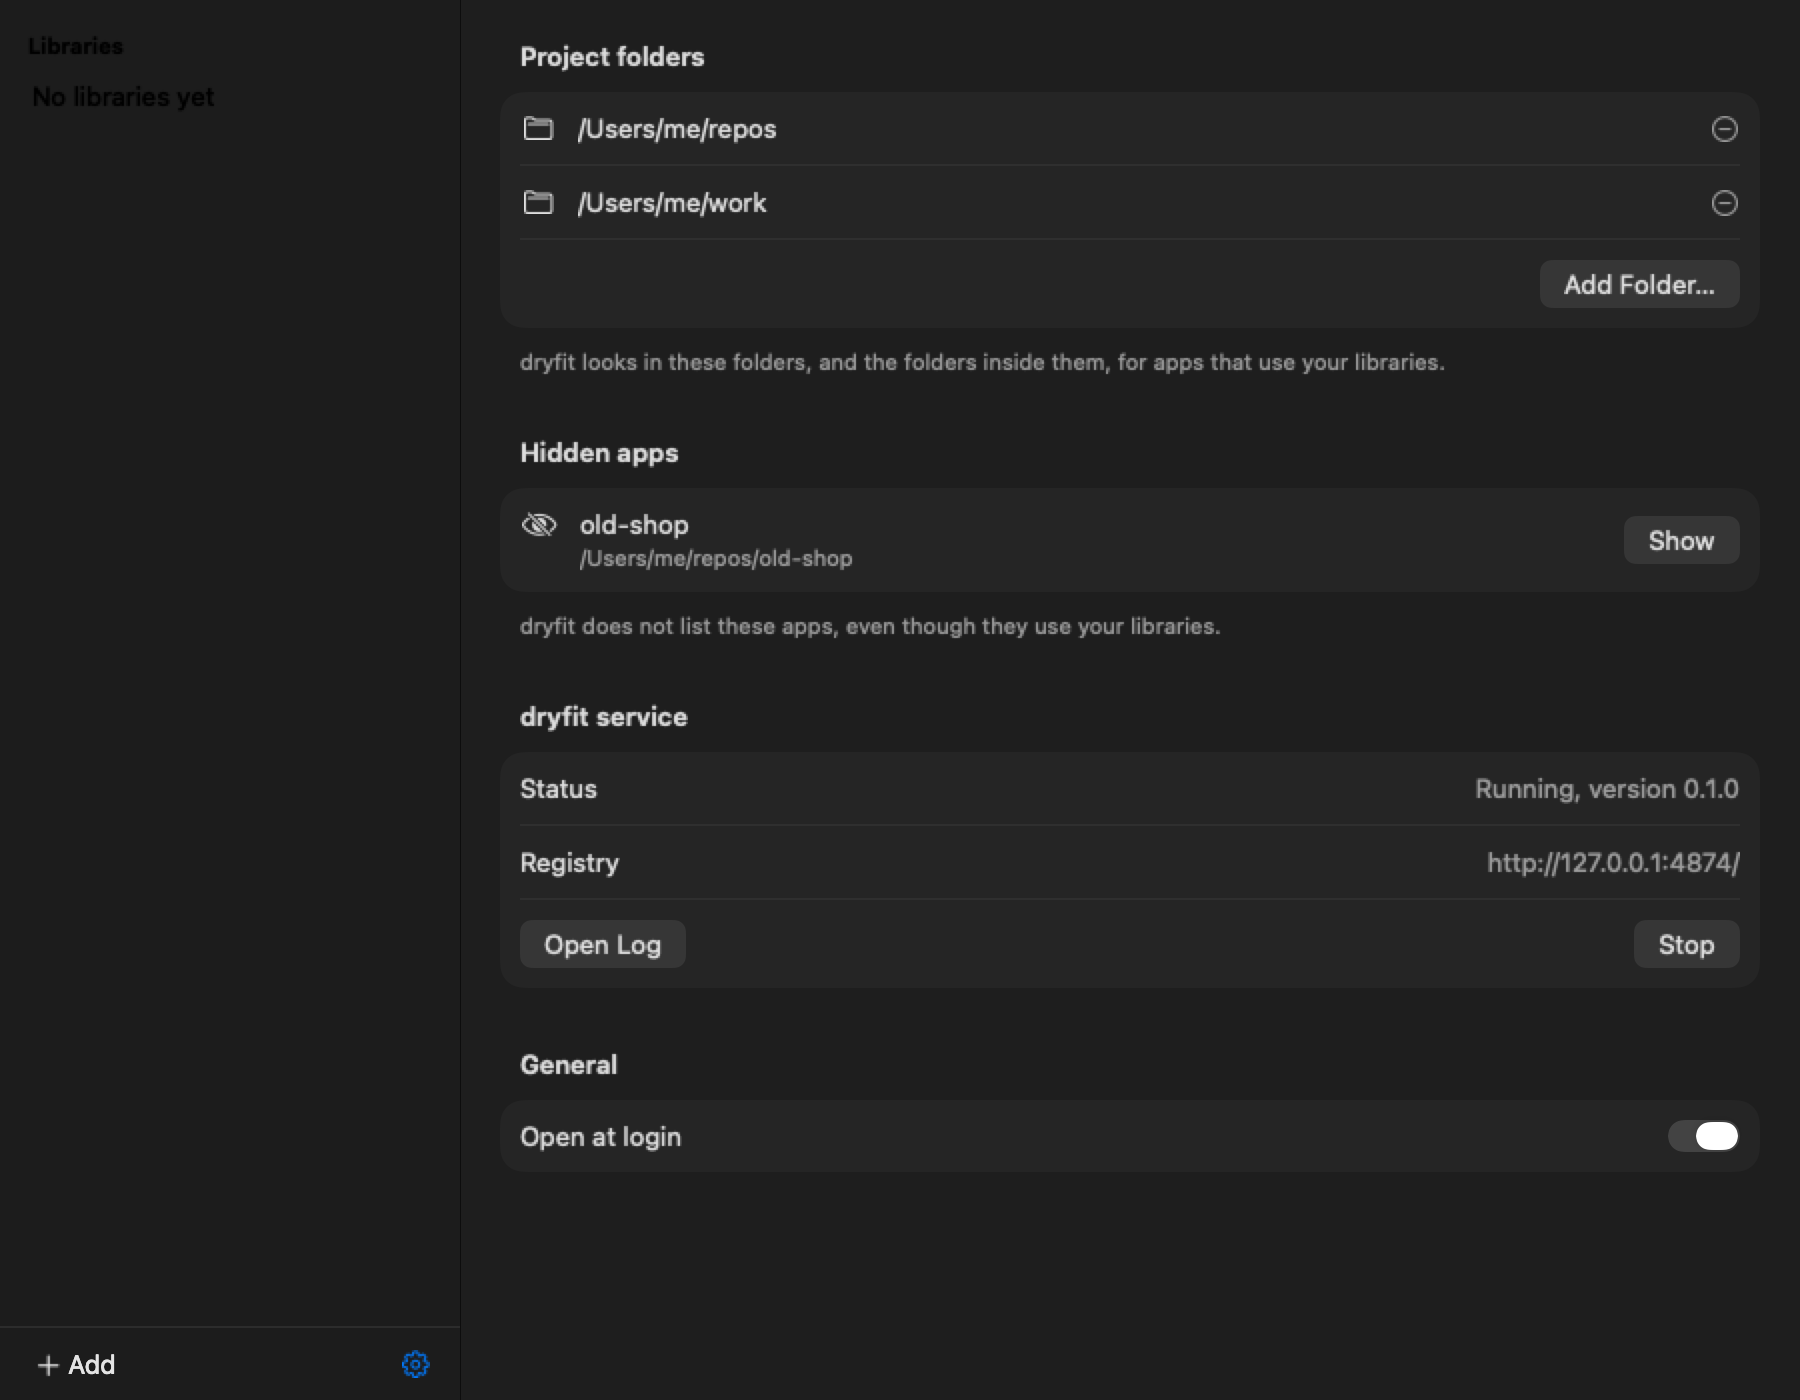 Libraries
No libraries yet
Add
Project folders
/Users/me/repos
/Users/me/work
Add Folder...
dryfit looks in these folders, and the folders inside them, for apps that use your libraries.
Hidden apps
old-shop
/Users/me/repos/old-shop
Show
dryfit does not list these apps, even though they use your libraries.
dryfit service
Status
Running, version 0.1.0
Registry
http://127.0.0.1:4874/
Open Log
Stop
General
Open at login